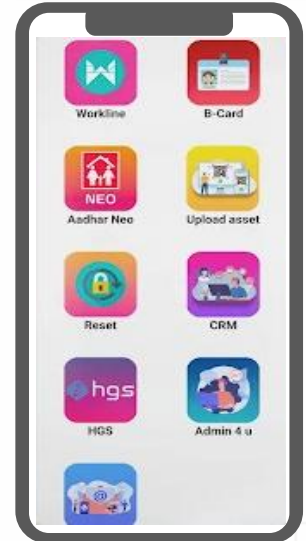 Workline
B-Card
NEO
Aadhar Neo
Upload asset
Reset
CRM
hgs
HGS
Admin 4 u
@